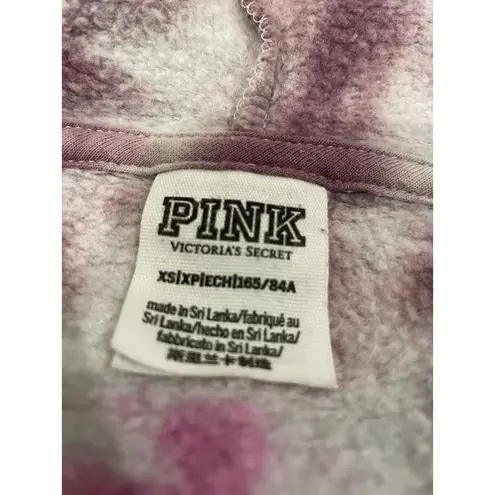 PINK
VICTORIA'S SECRET
XS|XP|ECH|165/84A
made in Sri Lanka/fabriqué au
Sri Lanka/hecho en Sri Lanka/
fabbricato in Sri Lanka/
斯里兰卡制造